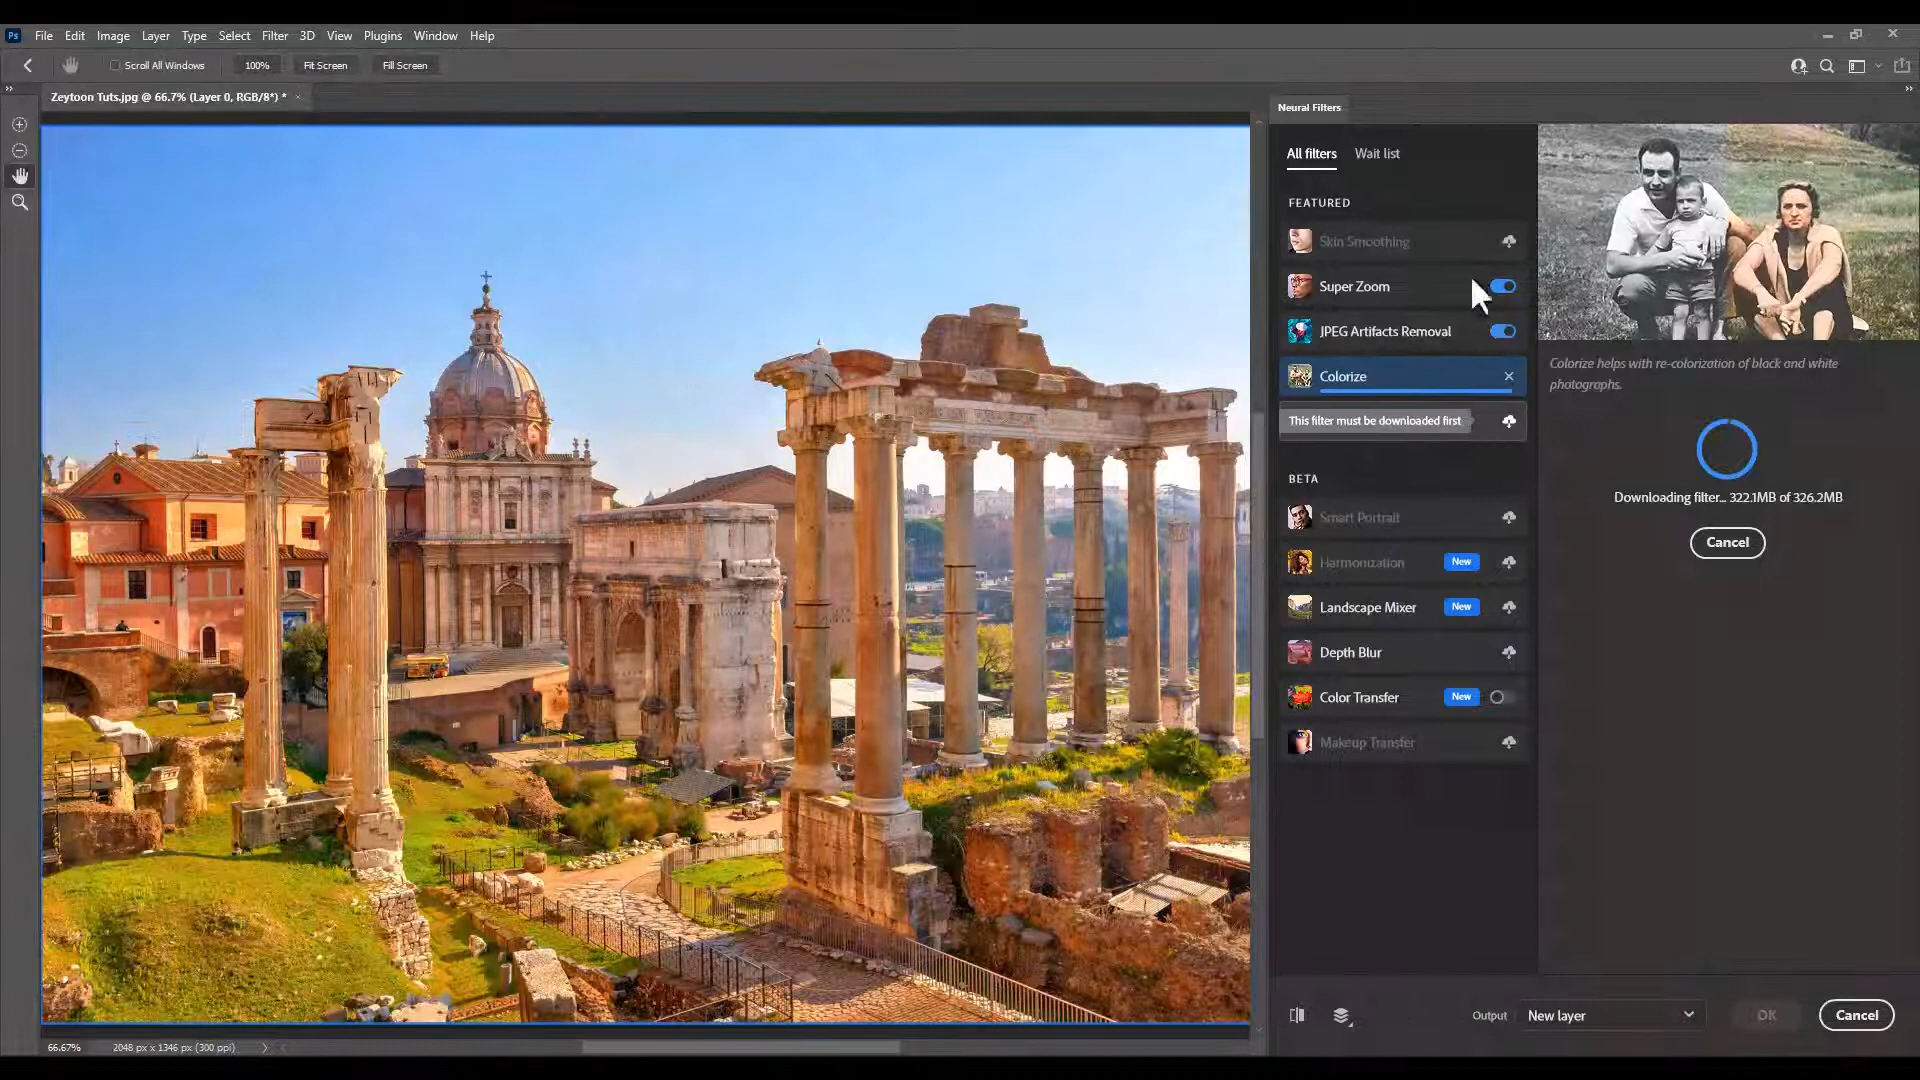 Ps File Edit Image Layer Type Select Filter 3D View Plugins Window Help
Scroll All Windows 100% Fit Screen Fill Screen
Zeytoon Tuts.jpg @ 66.7% (Layer 0, RGB/8*) *
Neural Filters
All filters Wait list
FEATURED
Skin Smoothing
Super Zoom
JPEG Artifacts Removal
Colorize
This filter must be downloaded first
BETA
Smart Portrait
Harmonization New
Landscape Mixer New
Depth Blur
Color Transfer New
Makeup Transfer
Colorize helps with re-colorization of black and white
photographs.
Downloading filter... 322.1MB of 326.2MB
Cancel
Output New layer OK Cancel
66.67% 2048 px x 1346 px (300 ppi)